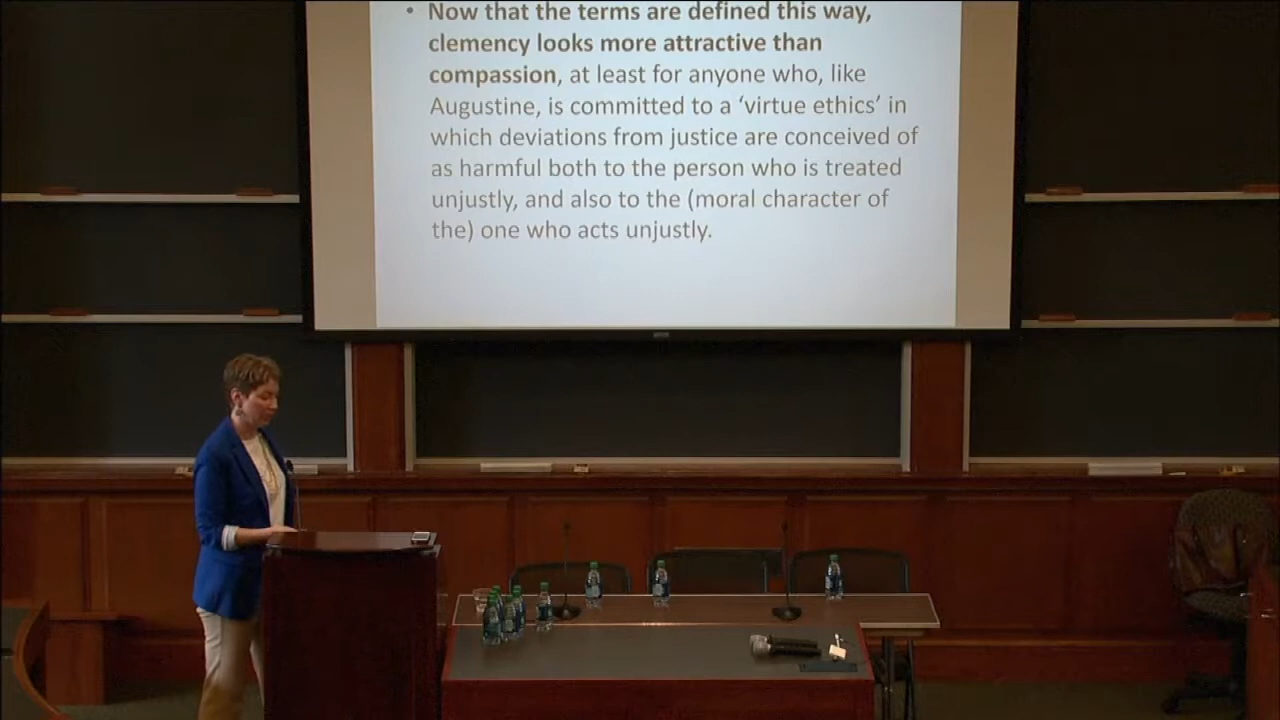 • Now that the terms are defined this way,
clemency looks more attractive than
compassion, at least for anyone who, like
Augustine, is committed to a ‘virtue ethics’ in
which deviations from justice are conceived of
as harmful both to the person who is treated
unjustly, and also to the (moral character of
the) one who acts unjustly.